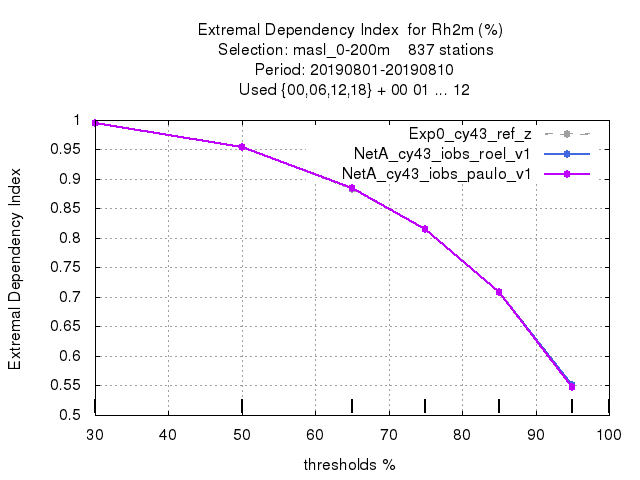 Extremal Dependency Index  for Rh2m (%)
Selection: masl_0-200m    837 stations
Period: 20190801-20190810
Used {00,06,12,18} + 00 01 ... 12
Exp0_cy43_ref_z
NetA_cy43_iobs_roel_v1
NetA_cy43_iobs_paulo_v1
Extremal Dependency Index
1
0.95
0.9
0.85
0.8
0.75
0.7
0.65
0.6
0.55
0.5
30 40 50 60 70 80 90 100
thresholds %